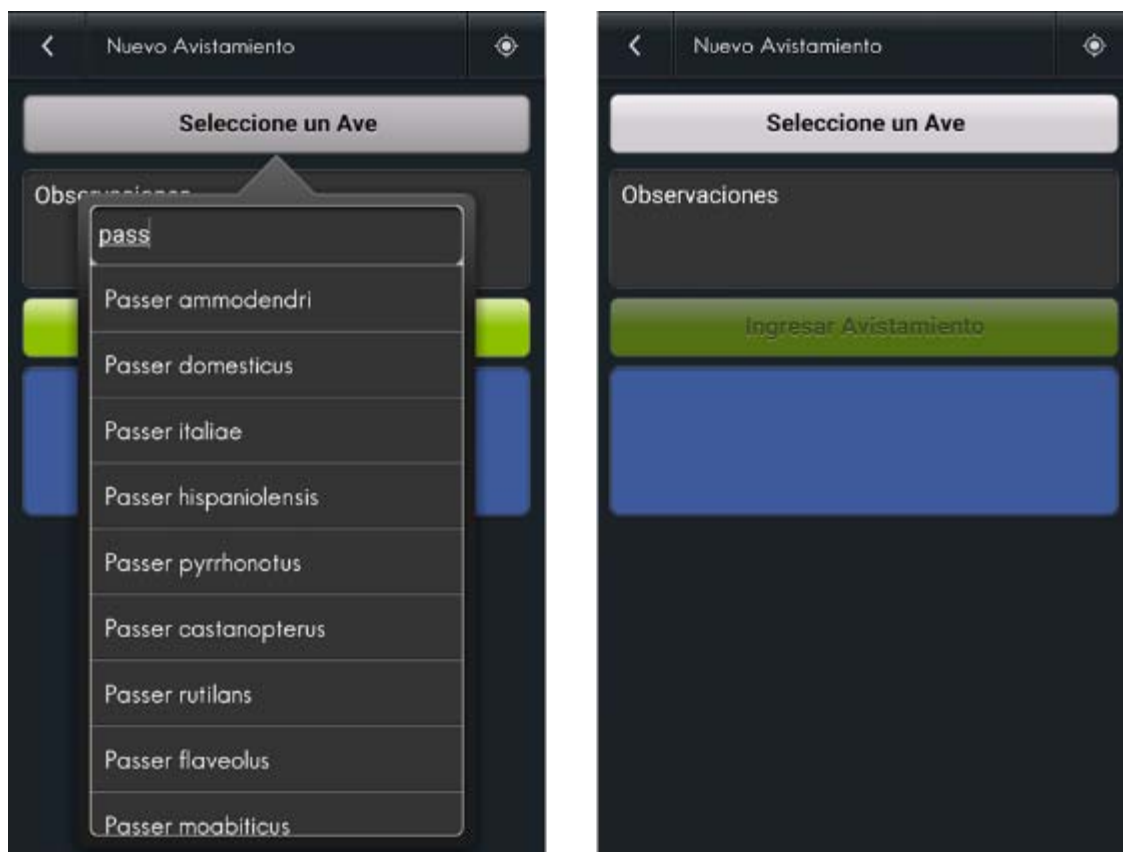 Nuevo Avistamiento
Seleccione un Ave
Observaciones
pass
Passer ammodendri
Passer domesticus
Passer italiae
Passer hispaniolensis
Passer pyrrhonotus
Passer castanopterus
Passer rutilans
Passer flaveolus
Passer moabiticus
Nuevo Avistamiento
Seleccione un Ave
Observaciones
Ingresar Avistamiento